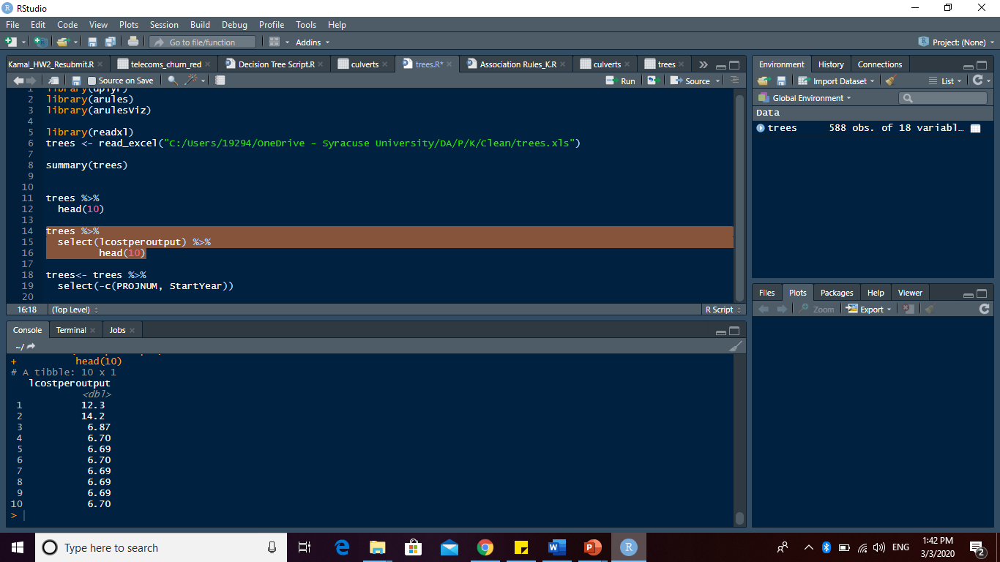 RStudio
File Edit Code View Plots Session Build Debug Profile Tools Help
Go to file/function Addins Project: (None)
Kamal_HW2_Resubmit.R telecoms_churn_red Decision Tree Script.R culverts trees.R* Association Rules_K.R culverts trees
Source on Save Run Source
1 library(dplyr)
2 library(arules)
3 library(arulesViz)
4
5 library(readxl)
6 trees <- read_excel("C:/Users/19294/OneDrive - Syracuse University/DA/P/K/Clean/trees.xls")
7
8 summary(trees)
9
10
11 trees %>%
12 head(10)
13
14 trees %>%
15 select(lcostperoutput) %>%
16 head(10)
17
18 trees<- trees %>%
19 select(-c(PROJNUM, StartYear))
20
16:18 (Top Level) R Script
Console Terminal Jobs
~/
+ head(10)
# A tibble: 10 x 1
lcostperoutput
<dbl>
1 12.3
2 14.2
3 6.87
4 6.70
5 6.69
6 6.70
7 6.69
8 6.69
9 6.69
10 6.70
>
Environment History Connections
Import Dataset List
Global Environment
Data
trees 588 obs. of 18 variabl…
Files Plots Packages Help Viewer
Zoom Export
Type here to search
ENG
1:42 PM
3/3/2020
2